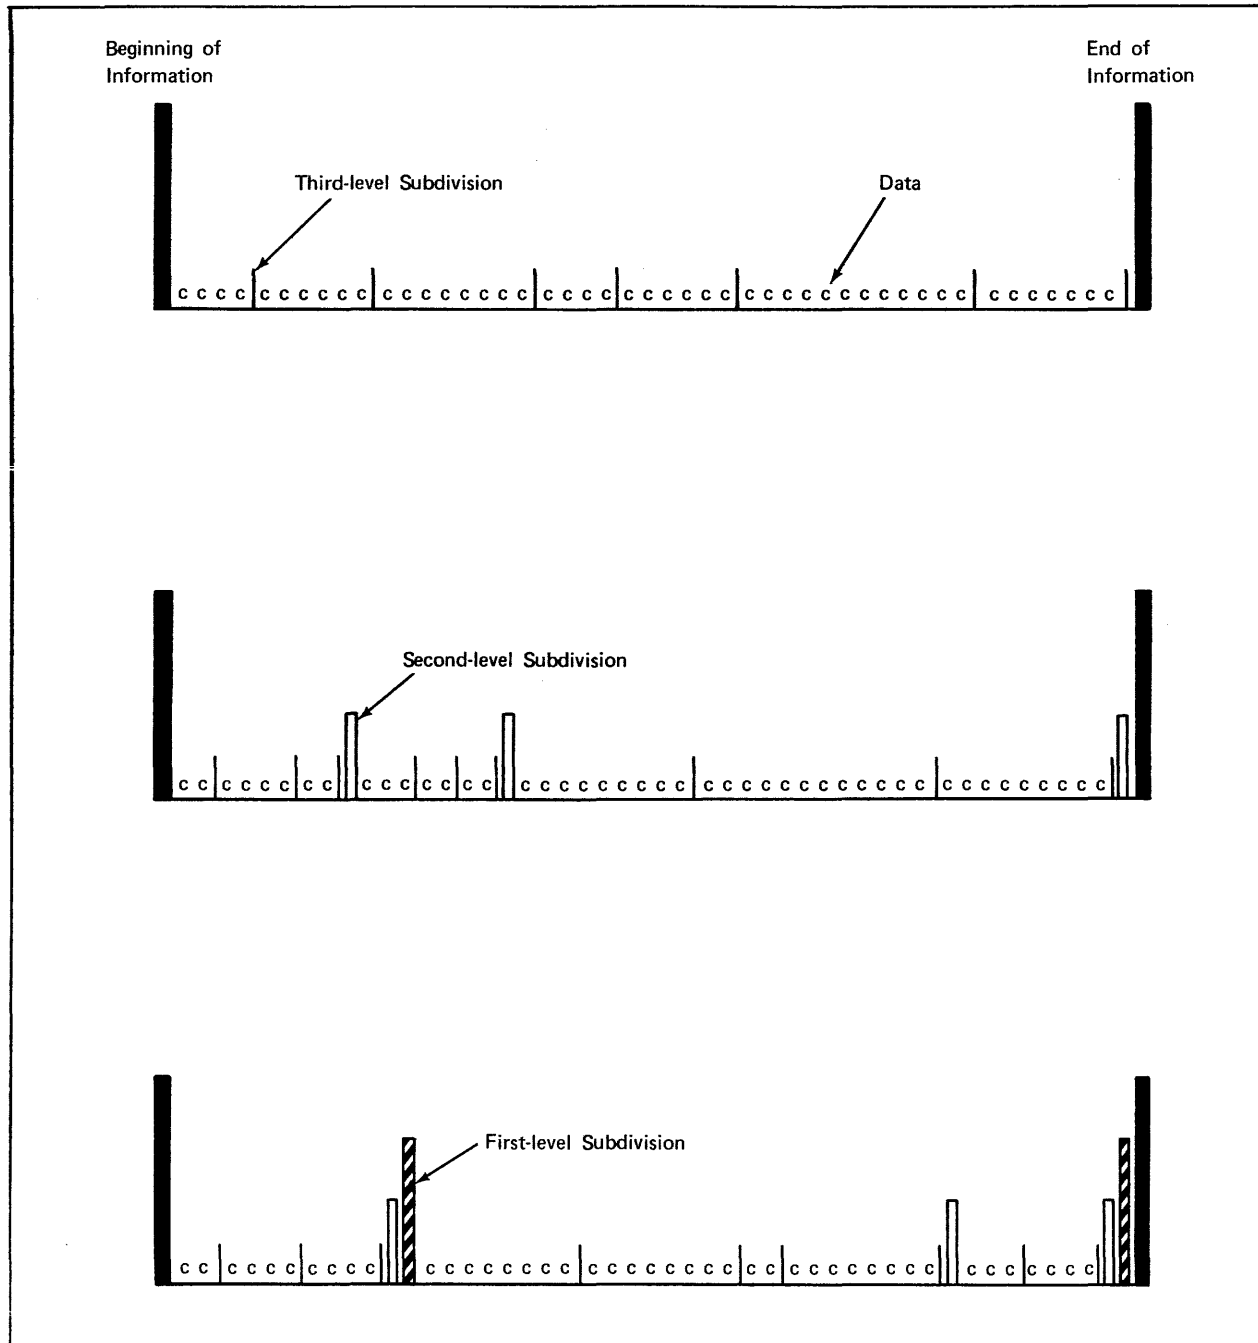 Beginning of
Information
End of
Information
Third-level Subdivision
Data
c c c c c c c c c c c c c c c c c c c c c c c c c c c c c c c c c c c c c c c c c c c c c c c
Second-level Subdivision
c c c c c c c c c c c c c c c c c c c c c c c c c c c c c c c c c c c c c c c c c c c c c
First-level Subdivision
c c c c c c c c c c c c c c c c c c c c c c c c c c c c c c c c c c c c c c c c c c c